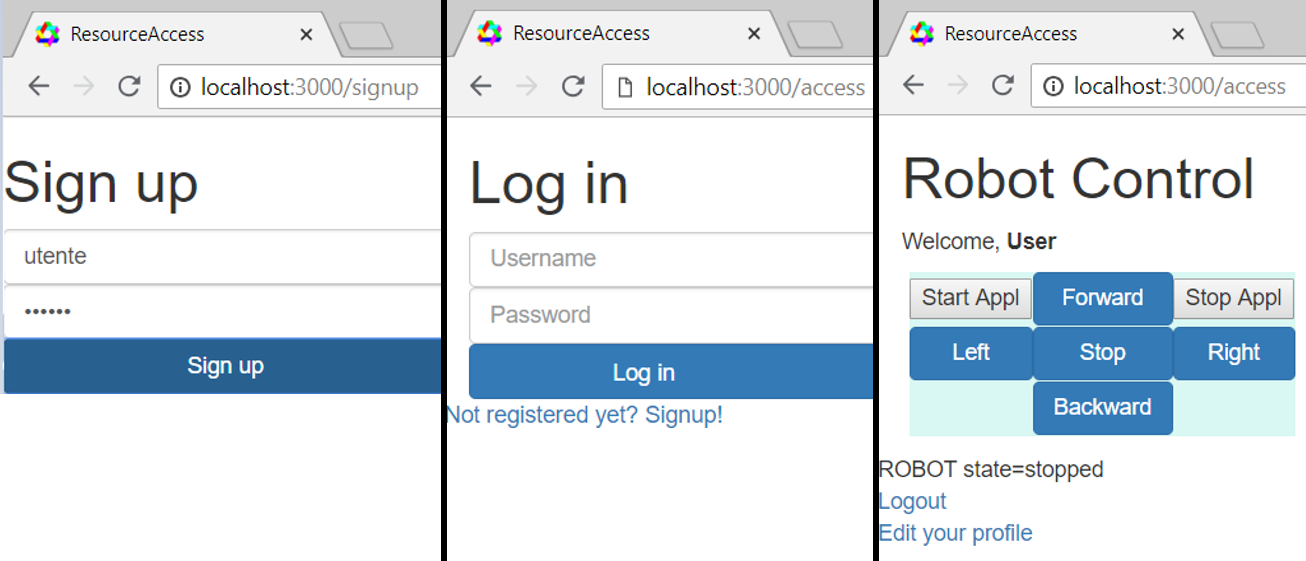 ResourceAccess
localhost:3000/signup
Sign up
utente
••••••
Sign up
ResourceAccess
localhost:3000/access
Log in
Username
Password
Log in
Not registered yet? Signup!
ResourceAccess
localhost:3000/access
Robot Control
Welcome, User
Start Appl Forward Stop Appl
Left Stop Right
Backward
ROBOT state=stopped
Logout
Edit your profile